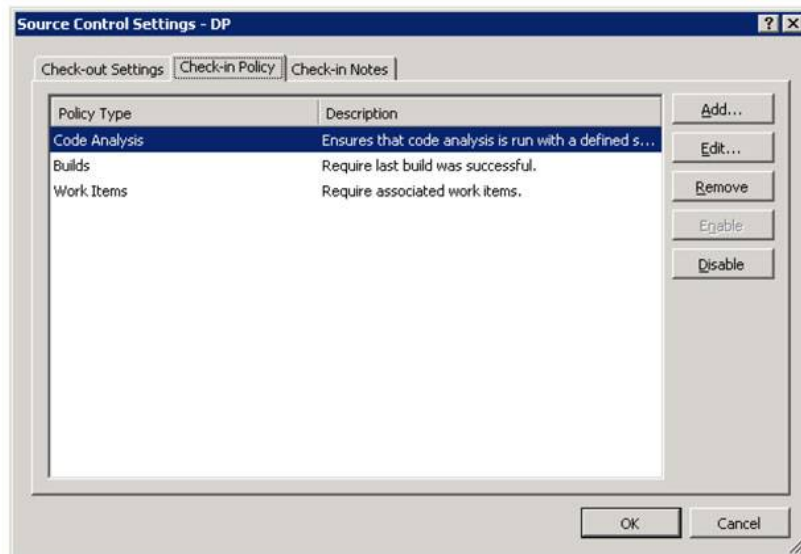 Source Control Settings - DP
Check-out Settings Check-in Policy Check-in Notes
Policy Type Description
Code Analysis Ensures that code analysis is run with a defined s...
Builds Require last build was successful.
Work Items Require associated work items.
Add...
Edit...
Remove
Enable
Disable
OK Cancel